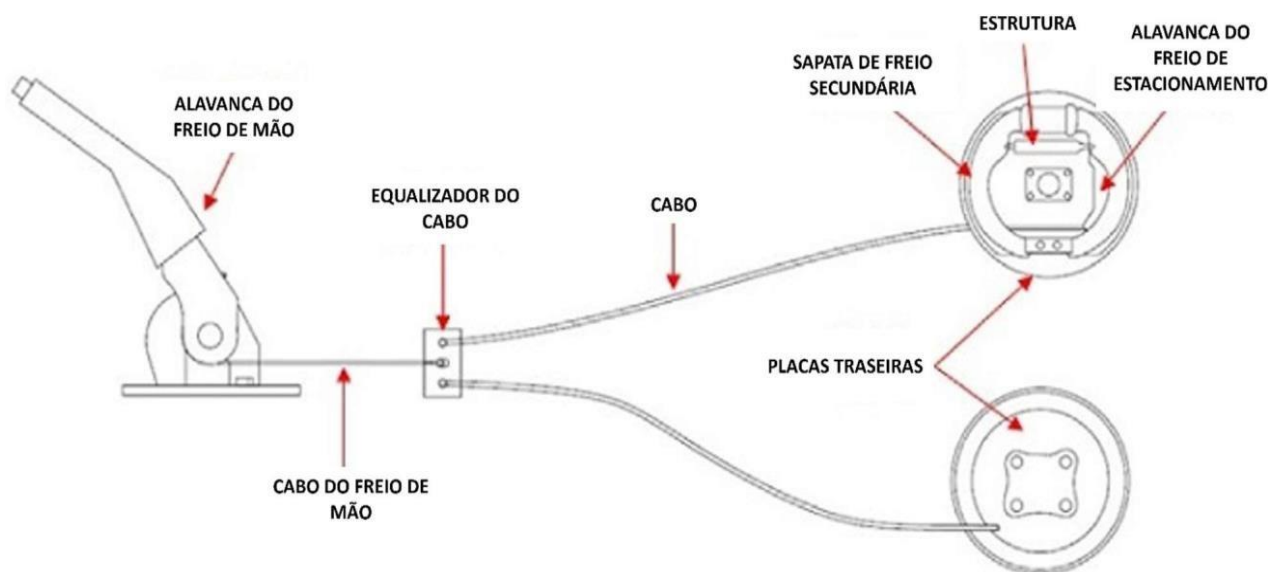 ESTRUTURA
ALAVANCA DO
FREIO DE
ESTACIONAMENTO
SAPATA DE FREIO
SECUNDÁRIA
ALAVANCA DO
FREIO DE MÃO
EQUALIZADOR DO
CABO
CABO
PLACAS TRASEIRAS
CABO DO FREIO DE
MÃO